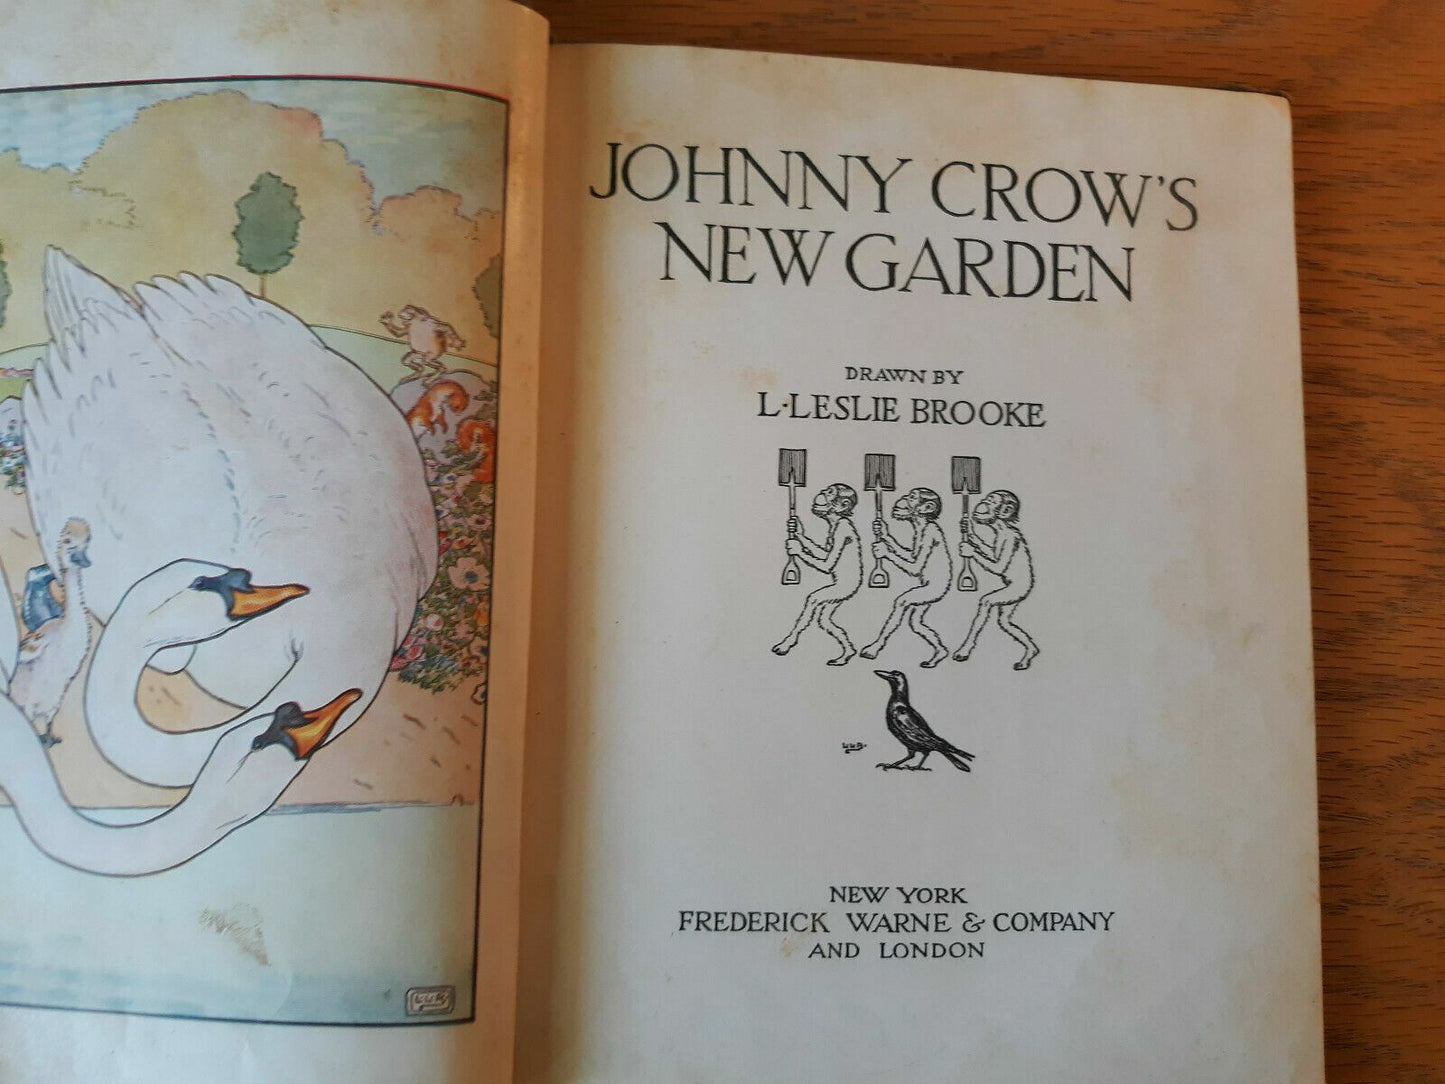 JOHNNY CROW'S
NEW GARDEN
DRAWN BY
L·LESLIE BROOKE
L.L.B.
NEW YORK
FREDERICK WARNE & COMPANY
AND LONDON
L.L.B.